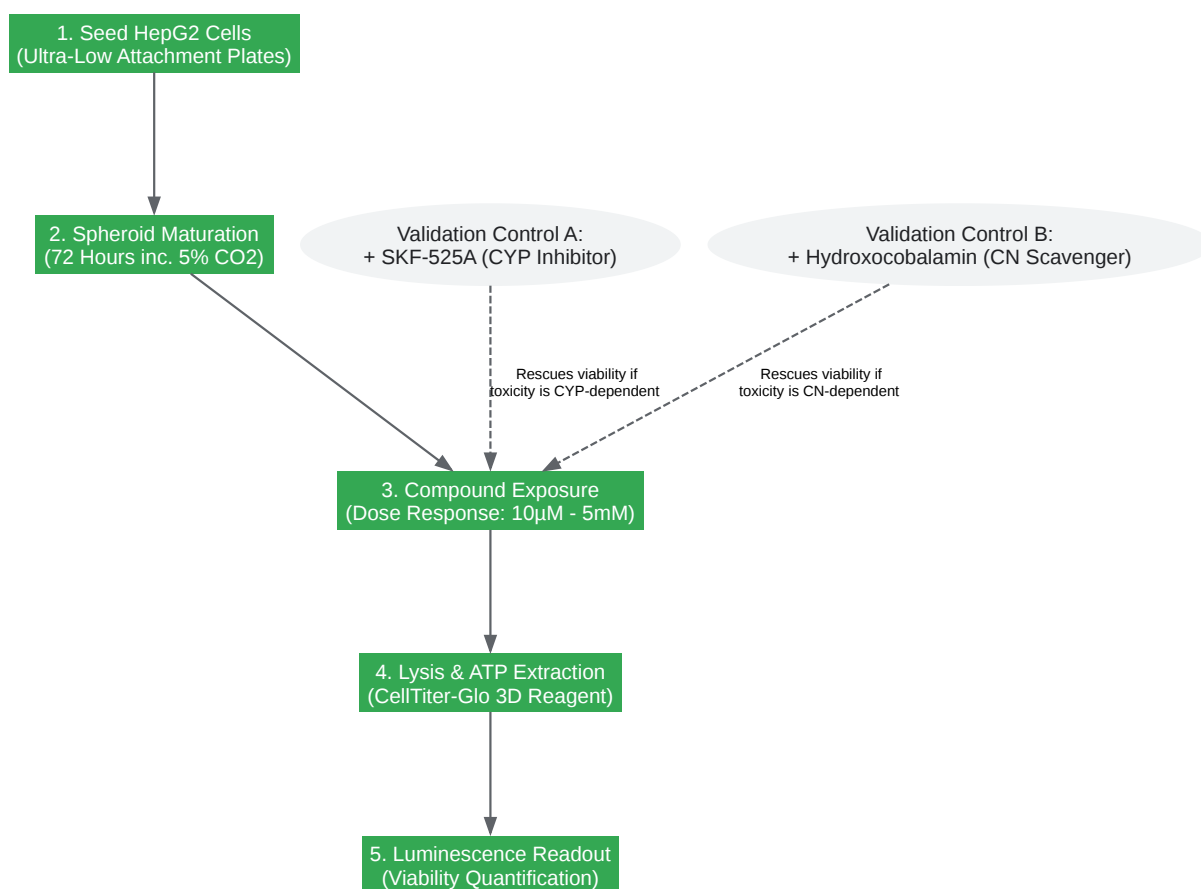 1. Seed HepG2 Cells
(Ultra-Low Attachment Plates)
2. Spheroid Maturation
(72 Hours inc. 5% CO2)
Validation Control A:
+ SKF-525A (CYP Inhibitor)
Validation Control B:
+ Hydroxocobalamin (CN Scavenger)
Rescues viability if
toxicity is CYP-dependent
Rescues viability if
toxicity is CN-dependent
3. Compound Exposure
(Dose Response: 10µM - 5mM)
4. Lysis & ATP Extraction
(CellTiter-Glo 3D Reagent)
5. Luminescence Readout
(Viability Quantification)